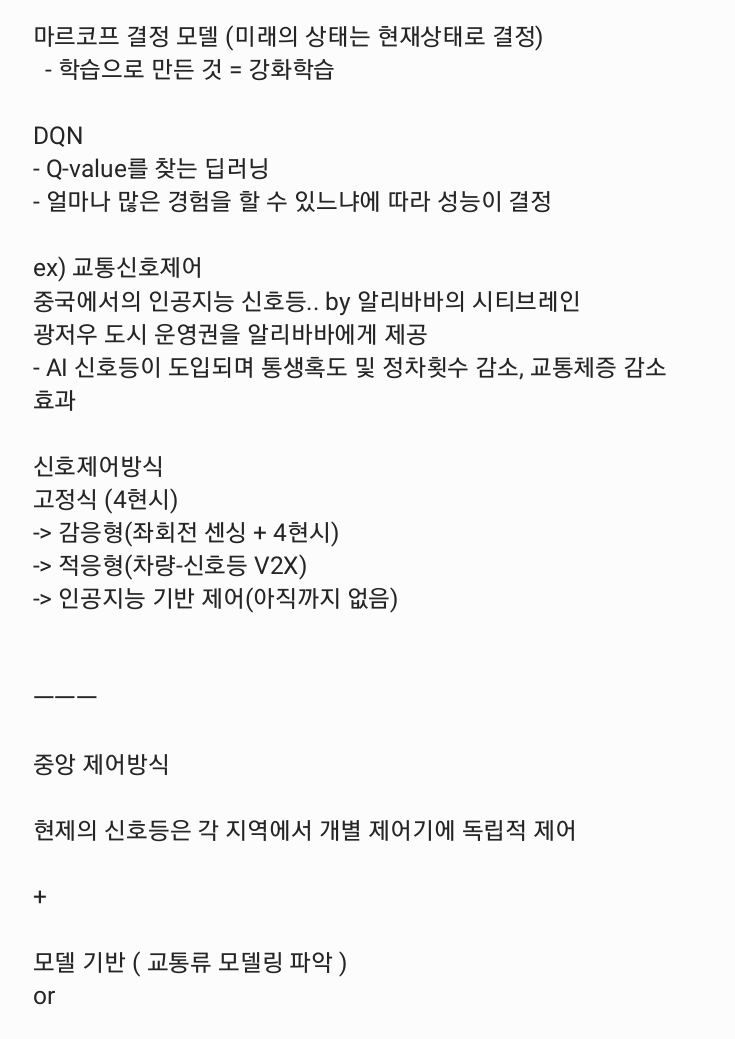 마르코프 결정 모델 (미래의 상태는 현재상태로 결정)
- 학습으로 만든 것 = 강화학습
DQN
- Q-value를 찾는 딥러닝
- 얼마나 많은 경험을 할 수 있느냐에 따라 성능이 결정
ex) 교통신호제어
중국에서의 인공지능 신호등.. by 알리바바의 시티브레인
광저우 도시 운영권을 알리바바에게 제공
- AI 신호등이 도입되며 통생혹도 및 정차횟수 감소, 교통체증 감소
효과
신호제어방식
고정식 (4현시)
-> 감응형(좌회전 센싱 + 4현시)
-> 적응형(차량-신호등 V2X)
-> 인공지능 기반 제어(아직까지 없음)
———
중앙 제어방식
현제의 신호등은 각 지역에서 개별 제어기에 독립적 제어
+
모델 기반 ( 교통류 모델링 파악 )
or